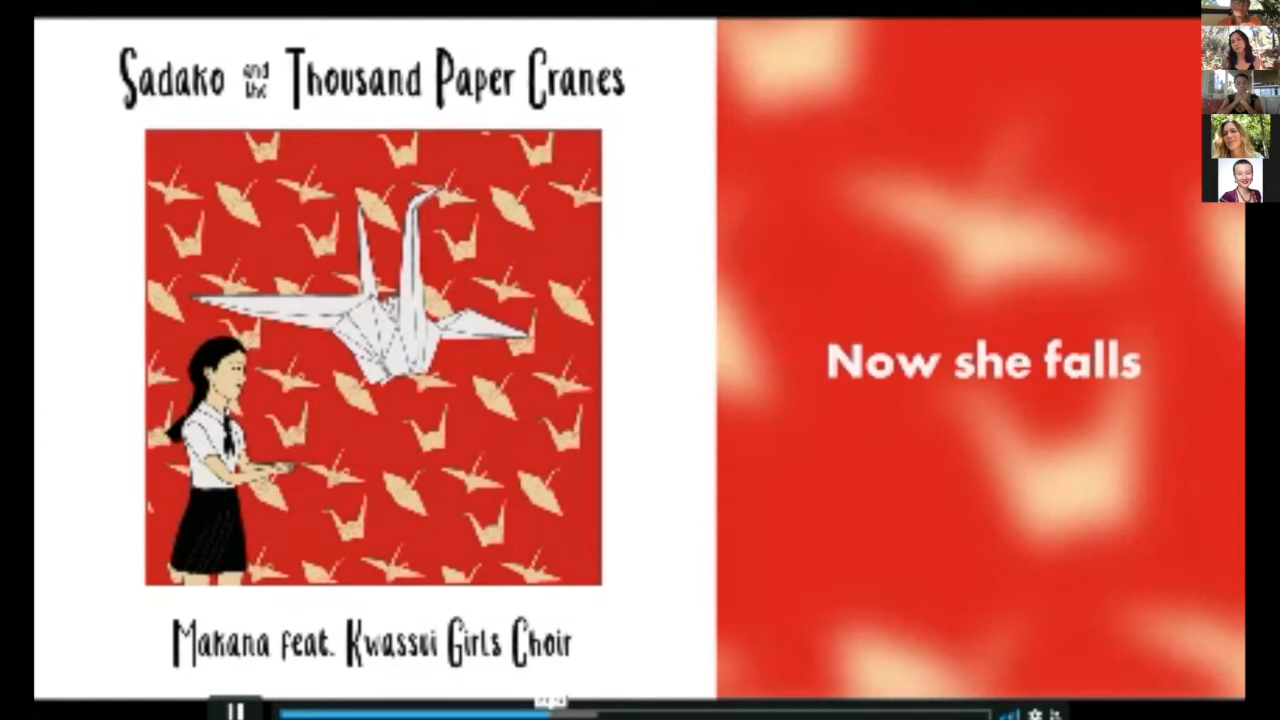 Sadako and the Thousand Paper Cranes
Now she falls
Makana feat. Kwassui Girls Choir